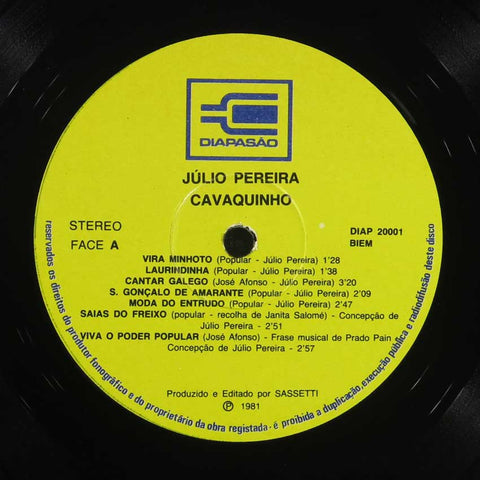 DIAPASÃO
JÚLIO PEREIRA
CAVAQUINHO
STEREO
FACE A
DIAP 20001
BIEM
VIRA MINHOTO (Popular - Júlio Pereira) 1'28
LAURINDINHA (Popular - Júlio Pereira) 1'38
CANTAR GALEGO (José Afonso - Júlio Pereira) 3'20
S. GONÇALO DE AMARANTE (Popular - Júlio Pereira) 2'09
MODA DO ENTRUDO (Popular - Júlio Pereira) 2'47
SAIAS DO FREIXO (popular - recolha de Janita Salomé) - Concepção de
Júlio Pereira - 2'51
VIVA O PODER POPULAR (José Afonso) - Frase musical de Prado Pain -
Concepção de Júlio Pereira - 2'57
Produzido e Editado por SASSETTI
Ⓟ 1981
reservados os direitos do produtor fonográfico e do proprietário da obra registada - é proibida a duplicação, execução pública e radiodifusão deste disco